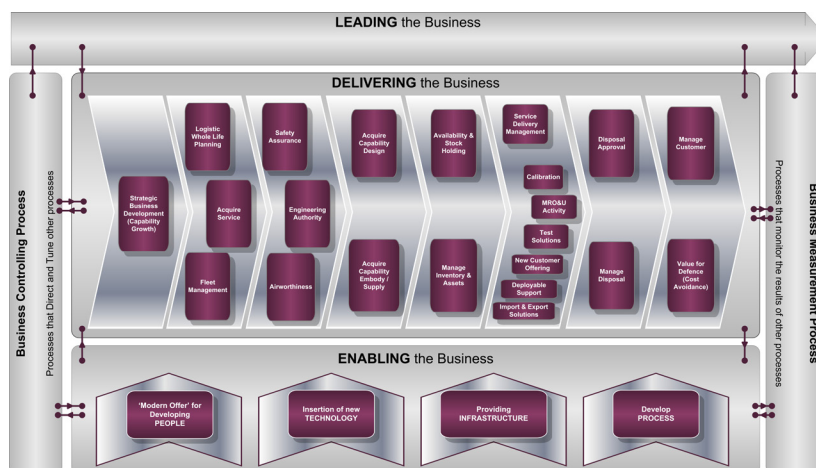 LEADING the Business
Business Controlling Process
Processes that Direct and Tune other processes
DELIVERING the Business
Strategic
Business
Development
(Capability
Growth)
Logistic
Whole Life
Planning
Acquire
Service
Fleet
Management
Safety
Assurance
Engineering
Authority
Airworthiness
Acquire
Capability
Design
Acquire
Capability
Embody /
Supply
Availability &
Stock
Holding
Manage
Inventory &
Assets
Service
Delivery
Management
Calibration
MRO&U
Activity
Test
Solutions
New Customer
Offering
Deployable
Support
Import & Export
Solutions
Disposal
Approval
Manage
Disposal
Manage
Customer
Value for
Defence
(Cost
Avoidance)
Processes that monitor the results of other processes
Business Measurement Process
ENABLING the Business
‘Modern Offer’ for
Developing
PEOPLE
Insertion of new
TECHNOLOGY
Providing
INFRASTRUCTURE
Develop
PROCESS